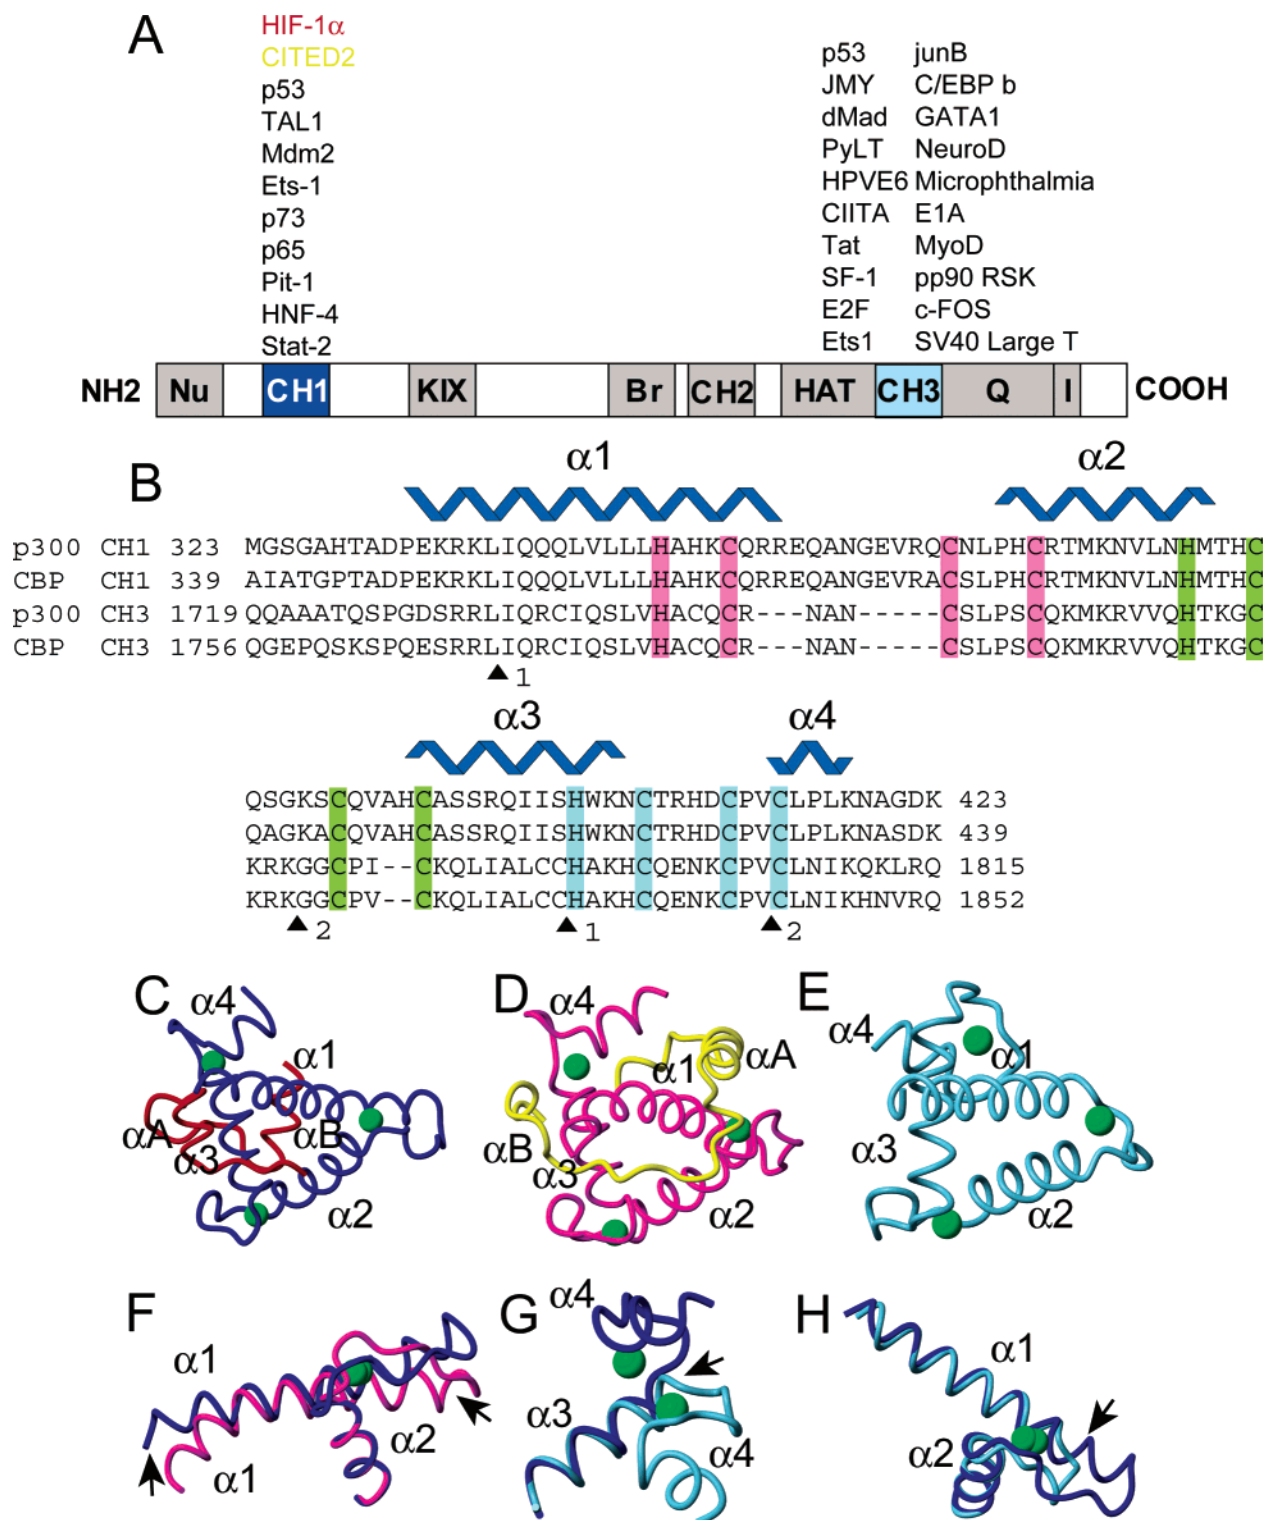 A
HIF-1α
CITED2
p53
TAL1
Mdm2
Ets-1
p73
p65
Pit-1
HNF-4
Stat-2
p53 junB
JMY C/EBP b
dMad GATA1
PyLT NeuroD
HPVE6 Microphthalmia
CIITA E1A
Tat MyoD
SF-1 pp90 RSK
E2F c-FOS
Ets1 SV40 Large T
NH2 Nu CH1 KIX Br CH2 HAT CH3 Q I COOH
B
α1 α2
p300 CH1 323 MGSGAHTADPEKRKLIQQQLVLLLHAHKCQRREQANGEVRQCNLPHCRTMKNVLNHMTHC
CBP CH1 339 AIATGPTADPEKRKLIQQQLVLLLHAHKCQRREQANGEVRACSLPHCRTMKNVLNHMTHC
p300 CH3 1719 QQAAATQSPGDSRRLIQRCIQSLVHACQCR---NAN-----CSLPSCQKMKRVVQHTKGC
CBP CH3 1756 QGEPQSKSPQESRRLIQRCIQSLVHACQCR---NAN-----CSLPSCQKMKRVVQHTKGC
▲1
α3 α4
QSGKSCQVAHCASSRQIISHWKNCTRHDCPVCLPLKNAGDK 423
QAGKACQVAHCASSRQIISHWKNCTRHDCPVCLPLKNASDK 439
KRKGGCPI--CKQLIALCCHAKHCQENKCPVCLNIKQKLRQ 1815
KRKGGCPV--CKQLIALCCHAKHCQENKCPVCLNIKHNVRQ 1852
▲2 ▲1 ▲2
C
α4
α1
αA
αB
α3
α2
D
α4
αA
α1
αB
α3
α2
E
α4
α1
α3
α2
F
α1
α2
α1
G
α4
α3
α4
H
α1
α2